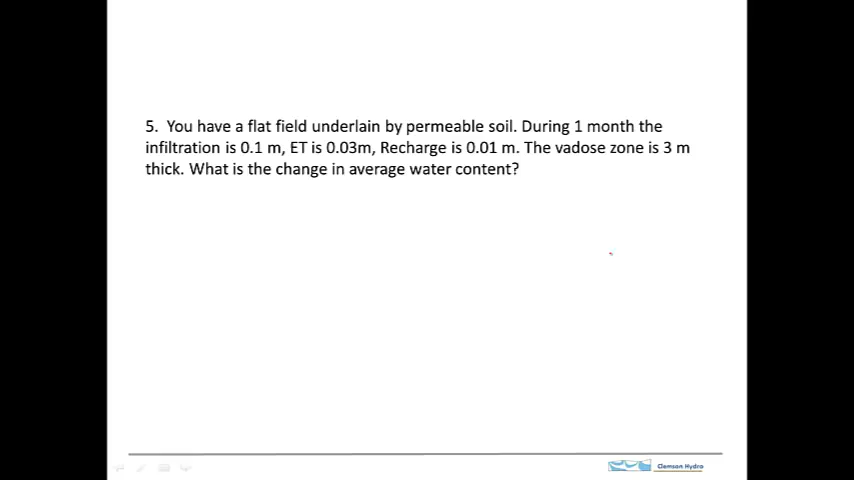 5. You have a flat field underlain by permeable soil. During 1 month the
infiltration is 0.1 m, ET is 0.03m, Recharge is 0.01 m. The vadose zone is 3 m
thick. What is the change in average water content?
Clemson Hydro